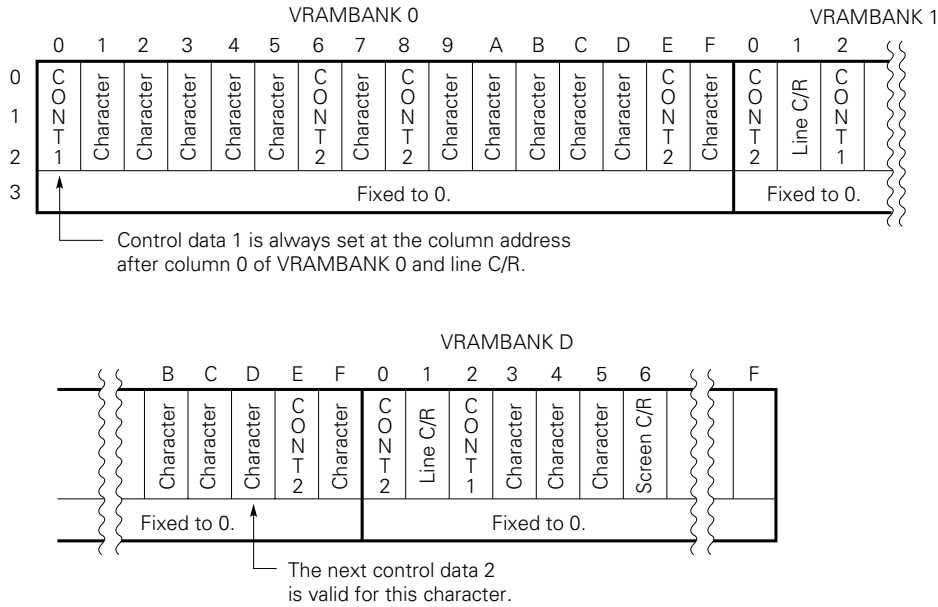 VRAMBANK 0 VRAMBANK 1
0 1 2 3 4 5 6 7 8 9 A B C D E F 0 1 2
0
1
2
3
CONT1 Character Character Character Character Character CONT2 Character CONT2 Character Character Character Character Character CONT2 Character CONT2 Line C/R CONT1
Fixed to 0. Fixed to 0.
Control data 1 is always set at the column address
after column 0 of VRAMBANK 0 and line C/R.
VRAMBANK D
B C D E F 0 1 2 3 4 5 6 F
Character Character Character CONT2 Character CONT2 Line C/R CONT1 Character Character Character Screen C/R
Fixed to 0. Fixed to 0.
The next control data 2
is valid for this character.